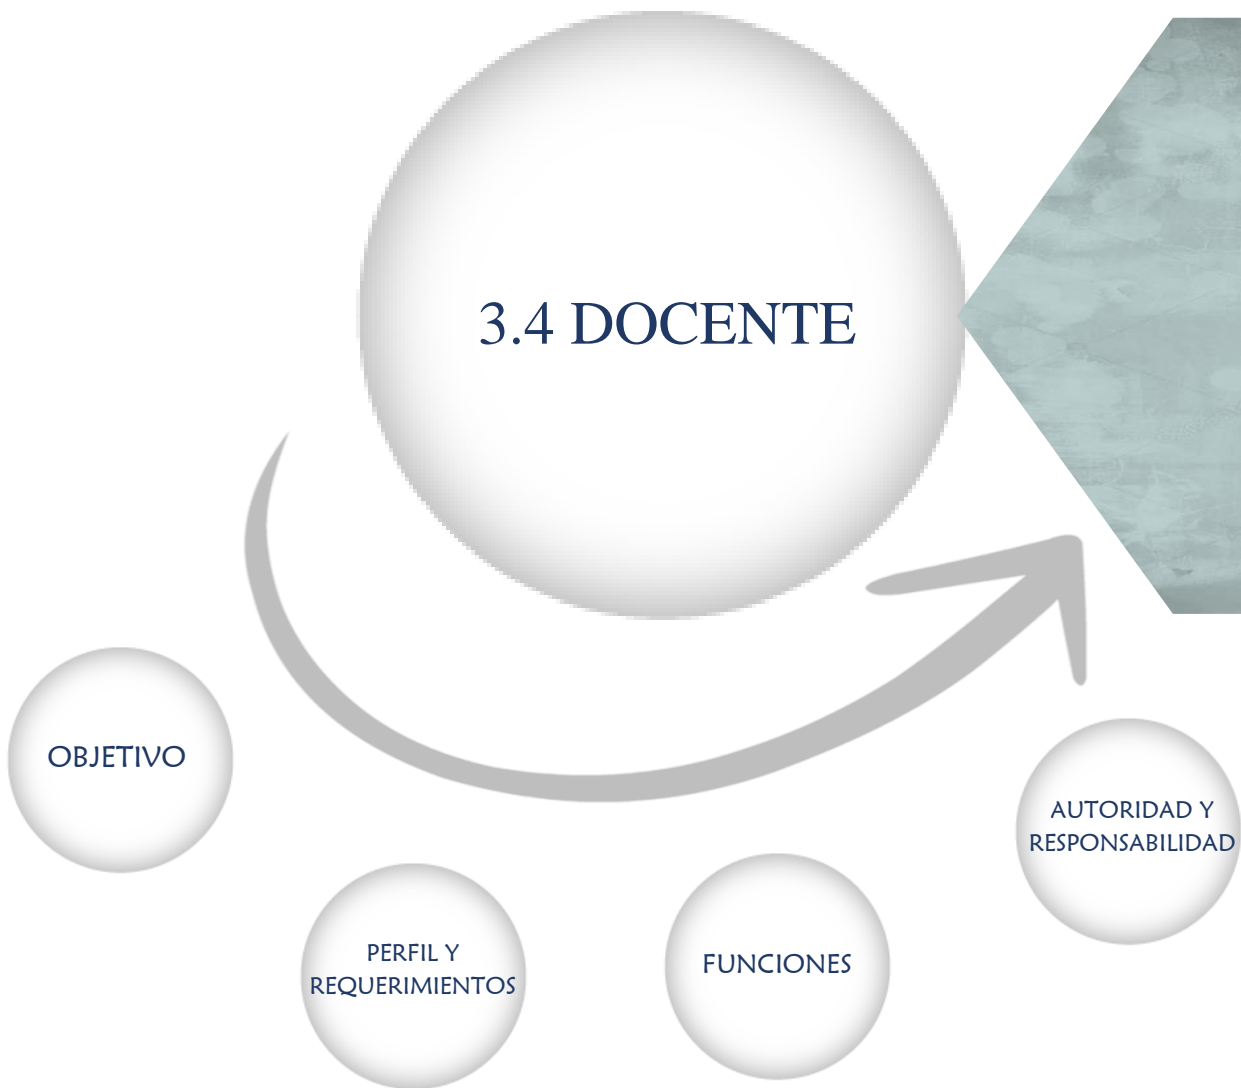 3.4 DOCENTE
OBJETIVO
PERFIL Y
REQUERIMIENTOS
FUNCIONES
AUTORIDAD Y
RESPONSABILIDAD